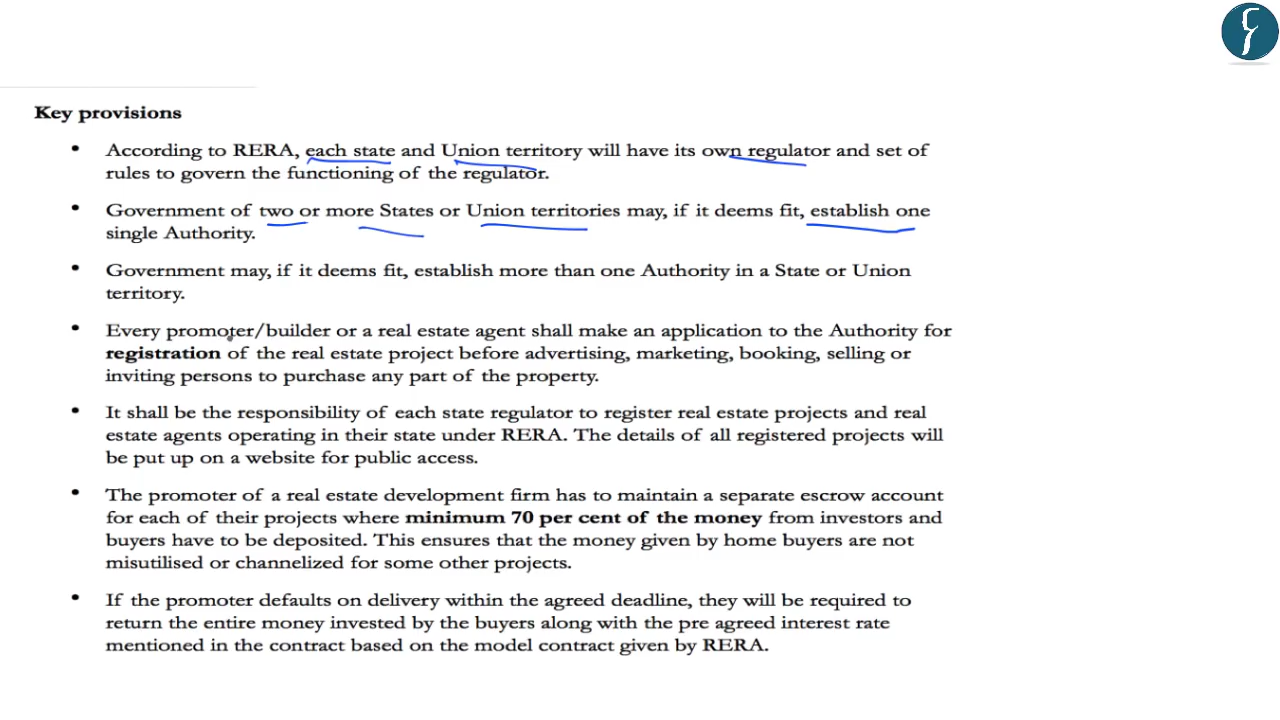 Key provisions
• According to RERA, each state and Union territory will have its own regulator and set of
rules to govern the functioning of the regulator.
• Government of two or more States or Union territories may, if it deems fit, establish one
single Authority.
• Government may, if it deems fit, establish more than one Authority in a State or Union
territory.
• Every promoter/builder or a real estate agent shall make an application to the Authority for
registration of the real estate project before advertising, marketing, booking, selling or
inviting persons to purchase any part of the property.
• It shall be the responsibility of each state regulator to register real estate projects and real
estate agents operating in their state under RERA. The details of all registered projects will
be put up on a website for public access.
• The promoter of a real estate development firm has to maintain a separate escrow account
for each of their projects where minimum 70 per cent of the money from investors and
buyers have to be deposited. This ensures that the money given by home buyers are not
misutilised or channelized for some other projects.
• If the promoter defaults on delivery within the agreed deadline, they will be required to
return the entire money invested by the buyers along with the pre agreed interest rate
mentioned in the contract based on the model contract given by RERA.